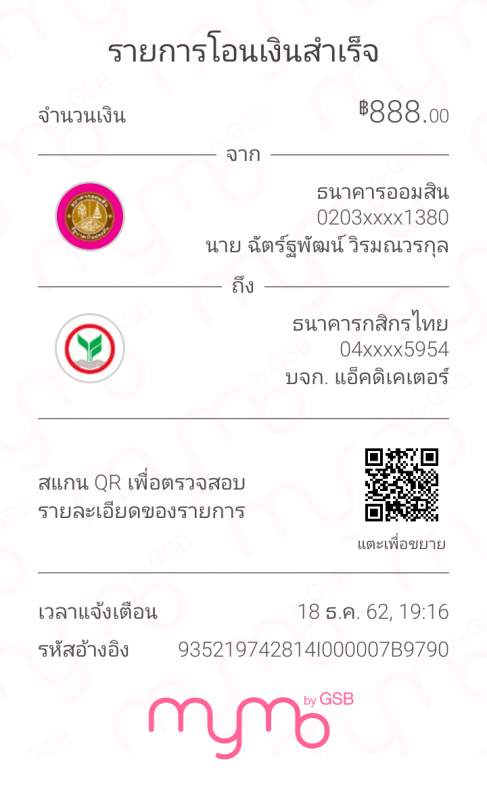 รายการโอนเงินสำเร็จ
จำนวนเงิน ฿888.00
จาก
ธนาคารออมสิน
0203xxxx1380
นาย ฉัตร์ฐพัฒน์ วิรมณวรกุล
ถึง
ธนาคารกสิกรไทย
04xxxx5954
บจก. แอ็คดิเคเตอร์
สแกน QR เพื่อตรวจสอบ
รายละเอียดของรายการ
แตะเพื่อขยาย
เวลาแจ้งเตือน 18 ธ.ค. 62, 19:16
รหัสอ้างอิง 935219742814I000007B9790
mymo by GSB